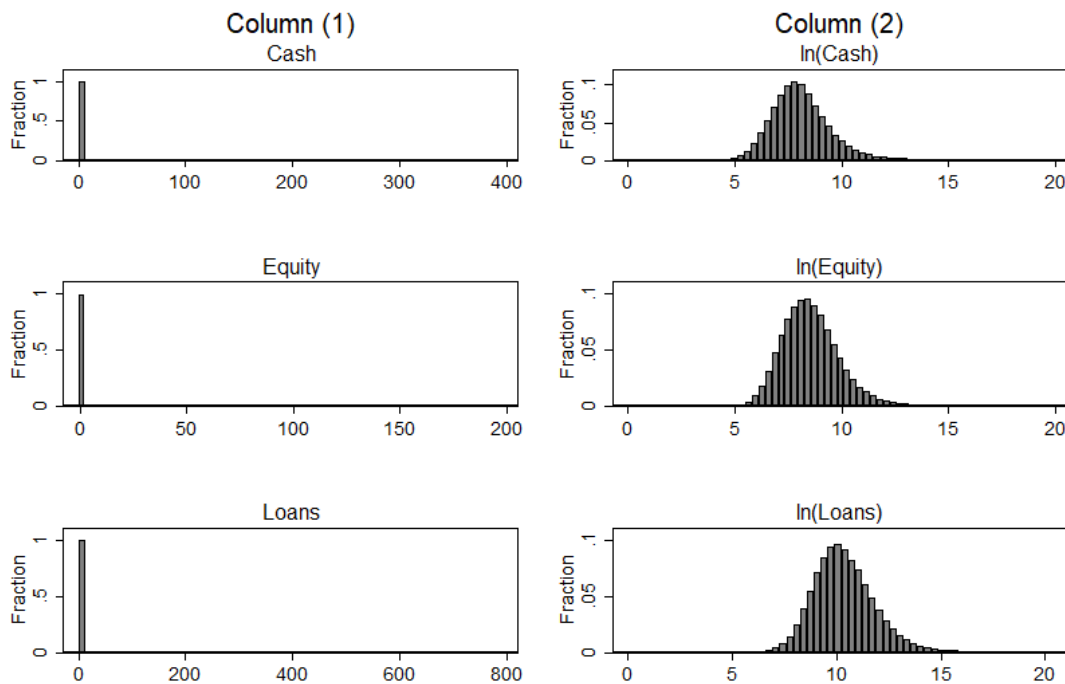 Column (1)
Cash
Fraction
1
.5
0
0 100 200 300 400
Column (2)
ln(Cash)
Fraction
.1
.05
0
0 5 10 15 20
Equity
Fraction
1
.5
0
0 50 100 150 200
ln(Equity)
Fraction
.1
.05
0
0 5 10 15 20
Loans
Fraction
1
.5
0
0 200 400 600 800
ln(Loans)
Fraction
.1
.05
0
0 5 10 15 20